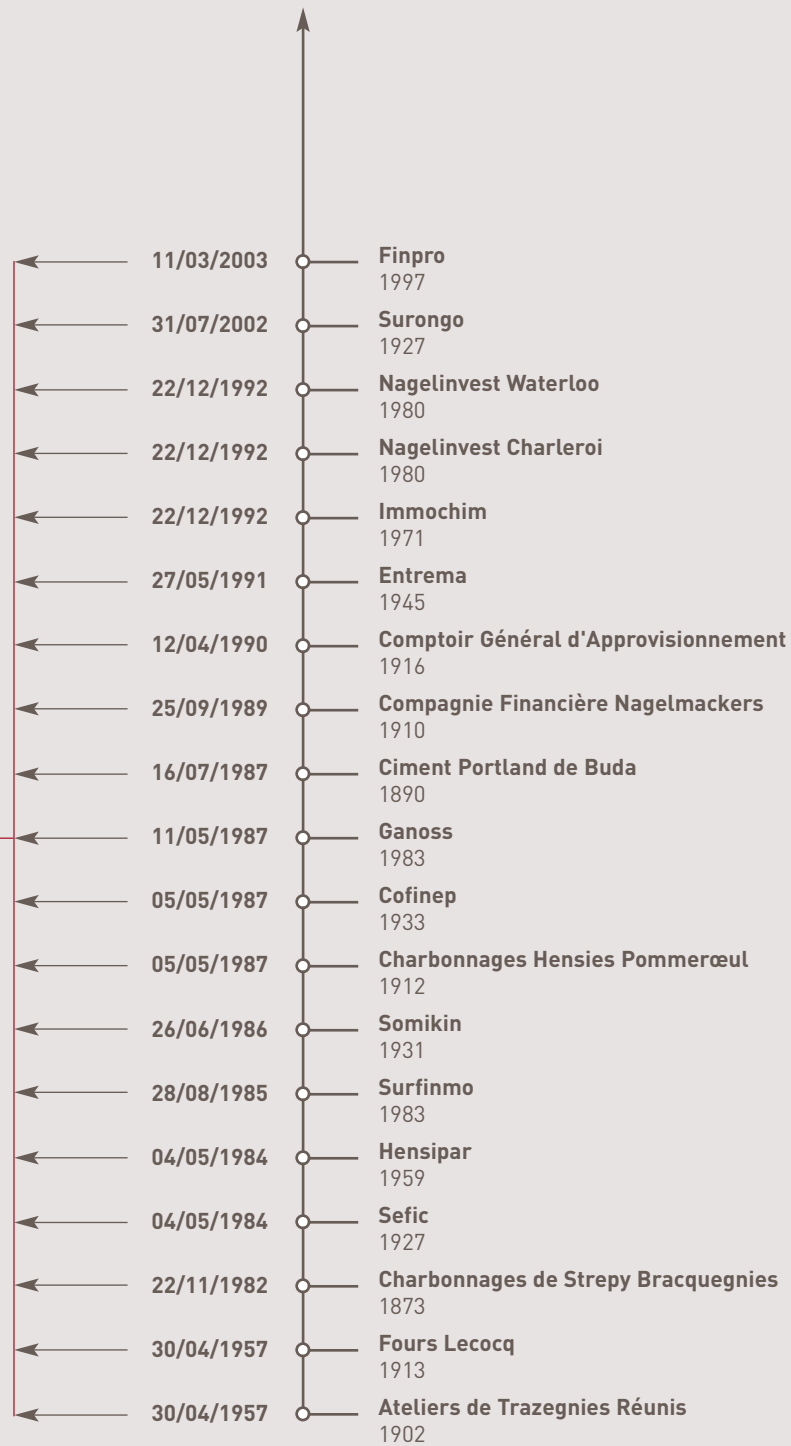 11/03/2003 Finpro
1997
31/07/2002 Surongo
1927
22/12/1992 Nagelinvest Waterloo
1980
22/12/1992 Nagelinvest Charleroi
1980
22/12/1992 Immochim
1971
27/05/1991 Entrema
1945
12/04/1990 Comptoir Général d'Approvisionnement
1916
25/09/1989 Compagnie Financière Nagelmackers
1910
16/07/1987 Ciment Portland de Buda
1890
11/05/1987 Ganoss
1983
05/05/1987 Cofinep
1933
05/05/1987 Charbonnages Hensies Pommerœul
1912
26/06/1986 Somikin
1931
28/08/1985 Surfinmo
1983
04/05/1984 Hensipar
1959
04/05/1984 Sefic
1927
22/11/1982 Charbonnages de Strepy Bracquegnies
1873
30/04/1957 Fours Lecocq
1913
30/04/1957 Ateliers de Trazegnies Réunis
1902